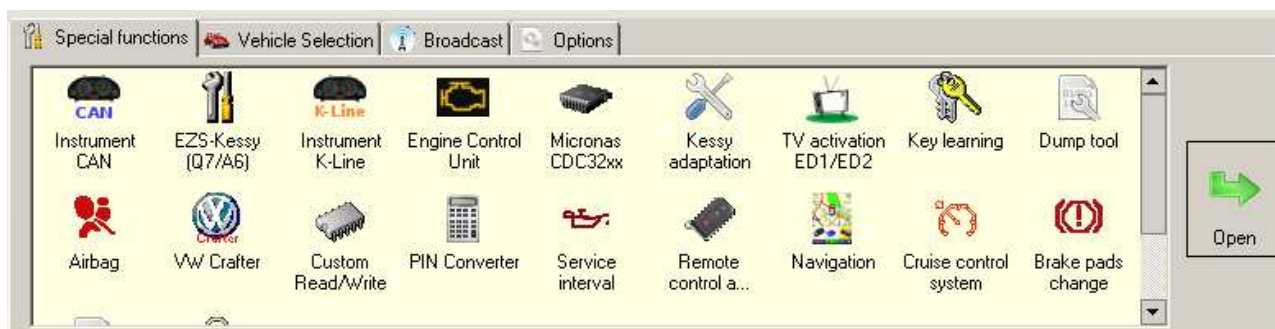 Special functions Vehicle Selection Broadcast Options
CAN K-Line
Instrument EZS-Kessy Instrument Engine Control Micronas Kessy TV activation Key learning Dump tool
CAN (Q7/A6) K-Line Unit CDC32xx adaptation ED1/ED2
Crafter
Airbag VW Crafter Custom PIN Converter Service Remote Navigation Cruise control Brake pads
Read/Write interval control a... system change
Open